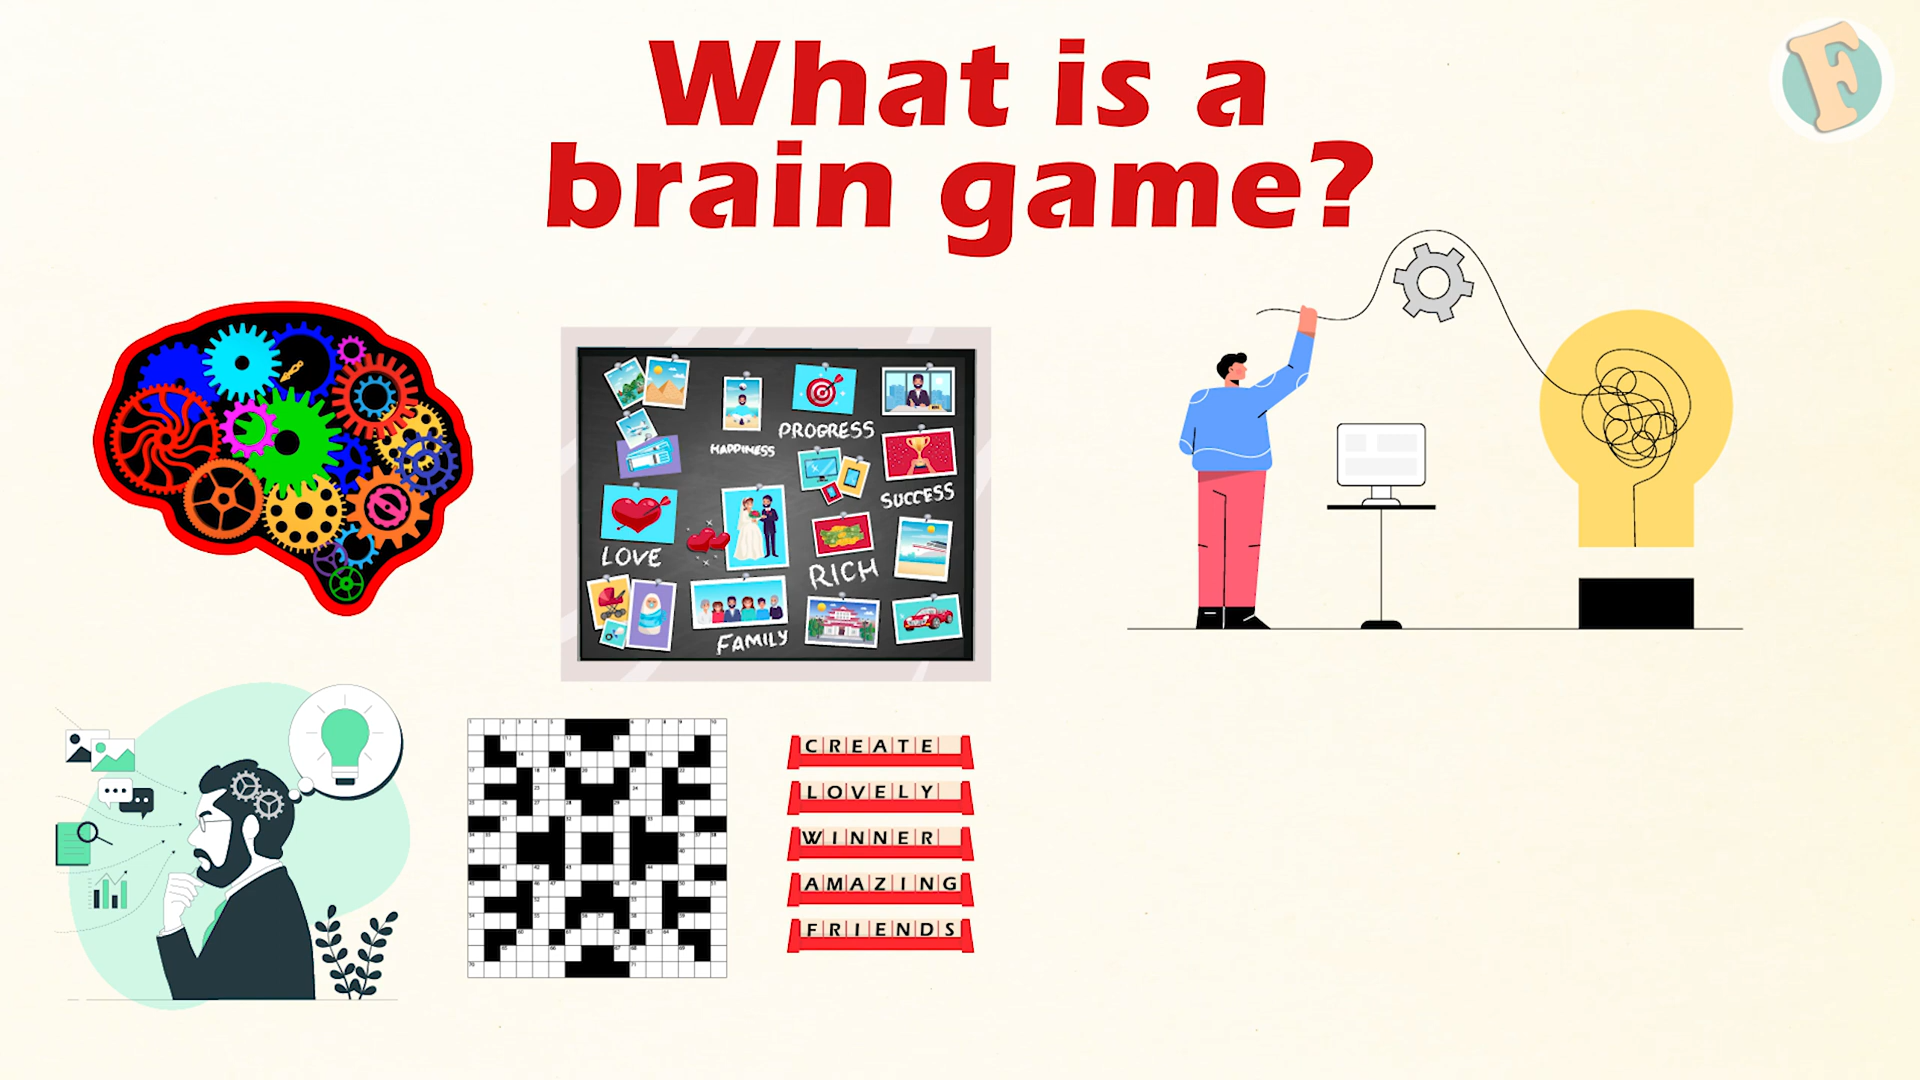 What is a
brain game?
F
PROGRESS
HAPPINESS
SUCCESS
LOVE
RICH
FAMILY
CREATE
LOVELY
WINNER
AMAZING
FRIENDS